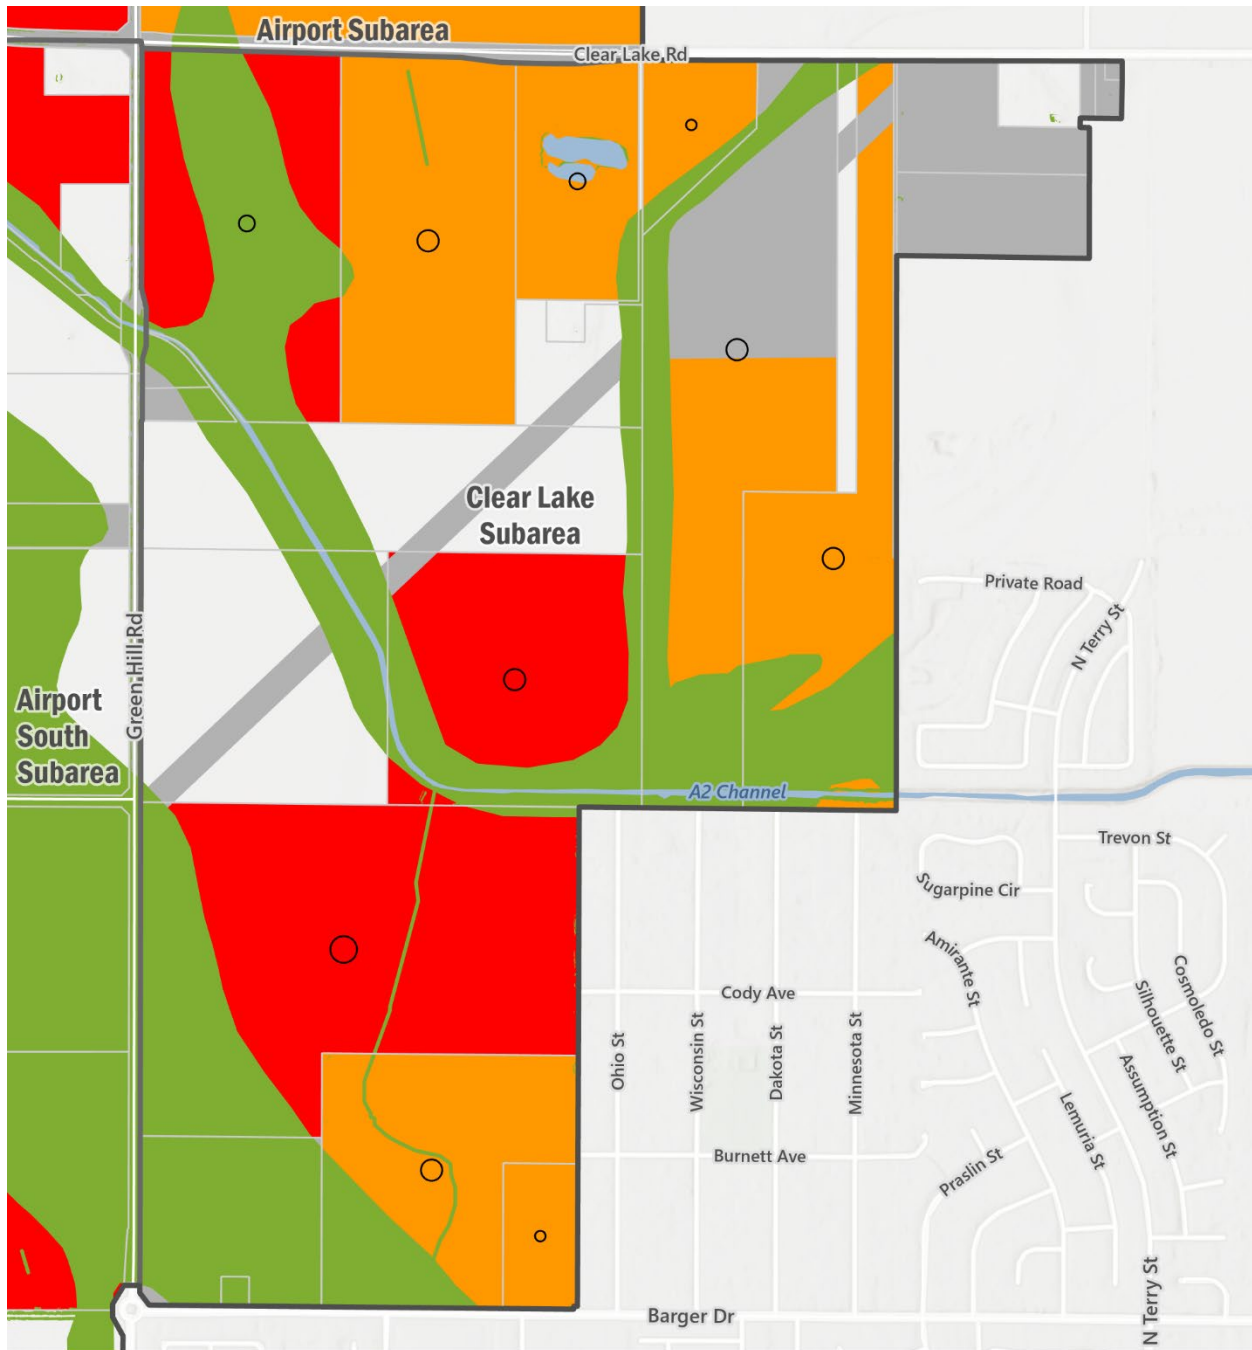 Airport Subarea
Clear Lake Rd
Clear Lake
Subarea
Private Road
N Terry St
Green Hill Rd
Airport
South
Subarea
A2 Channel
Trevon St
Sugarpine Cir
Amirante St
Cosmoledo St
Silhouette St
Cody Ave
Ohio St
Wisconsin St
Dakota St
Minnesota St
Assumption St
Lemuria St
Burnett Ave
Praslin St
Barger Dr
N Terry St